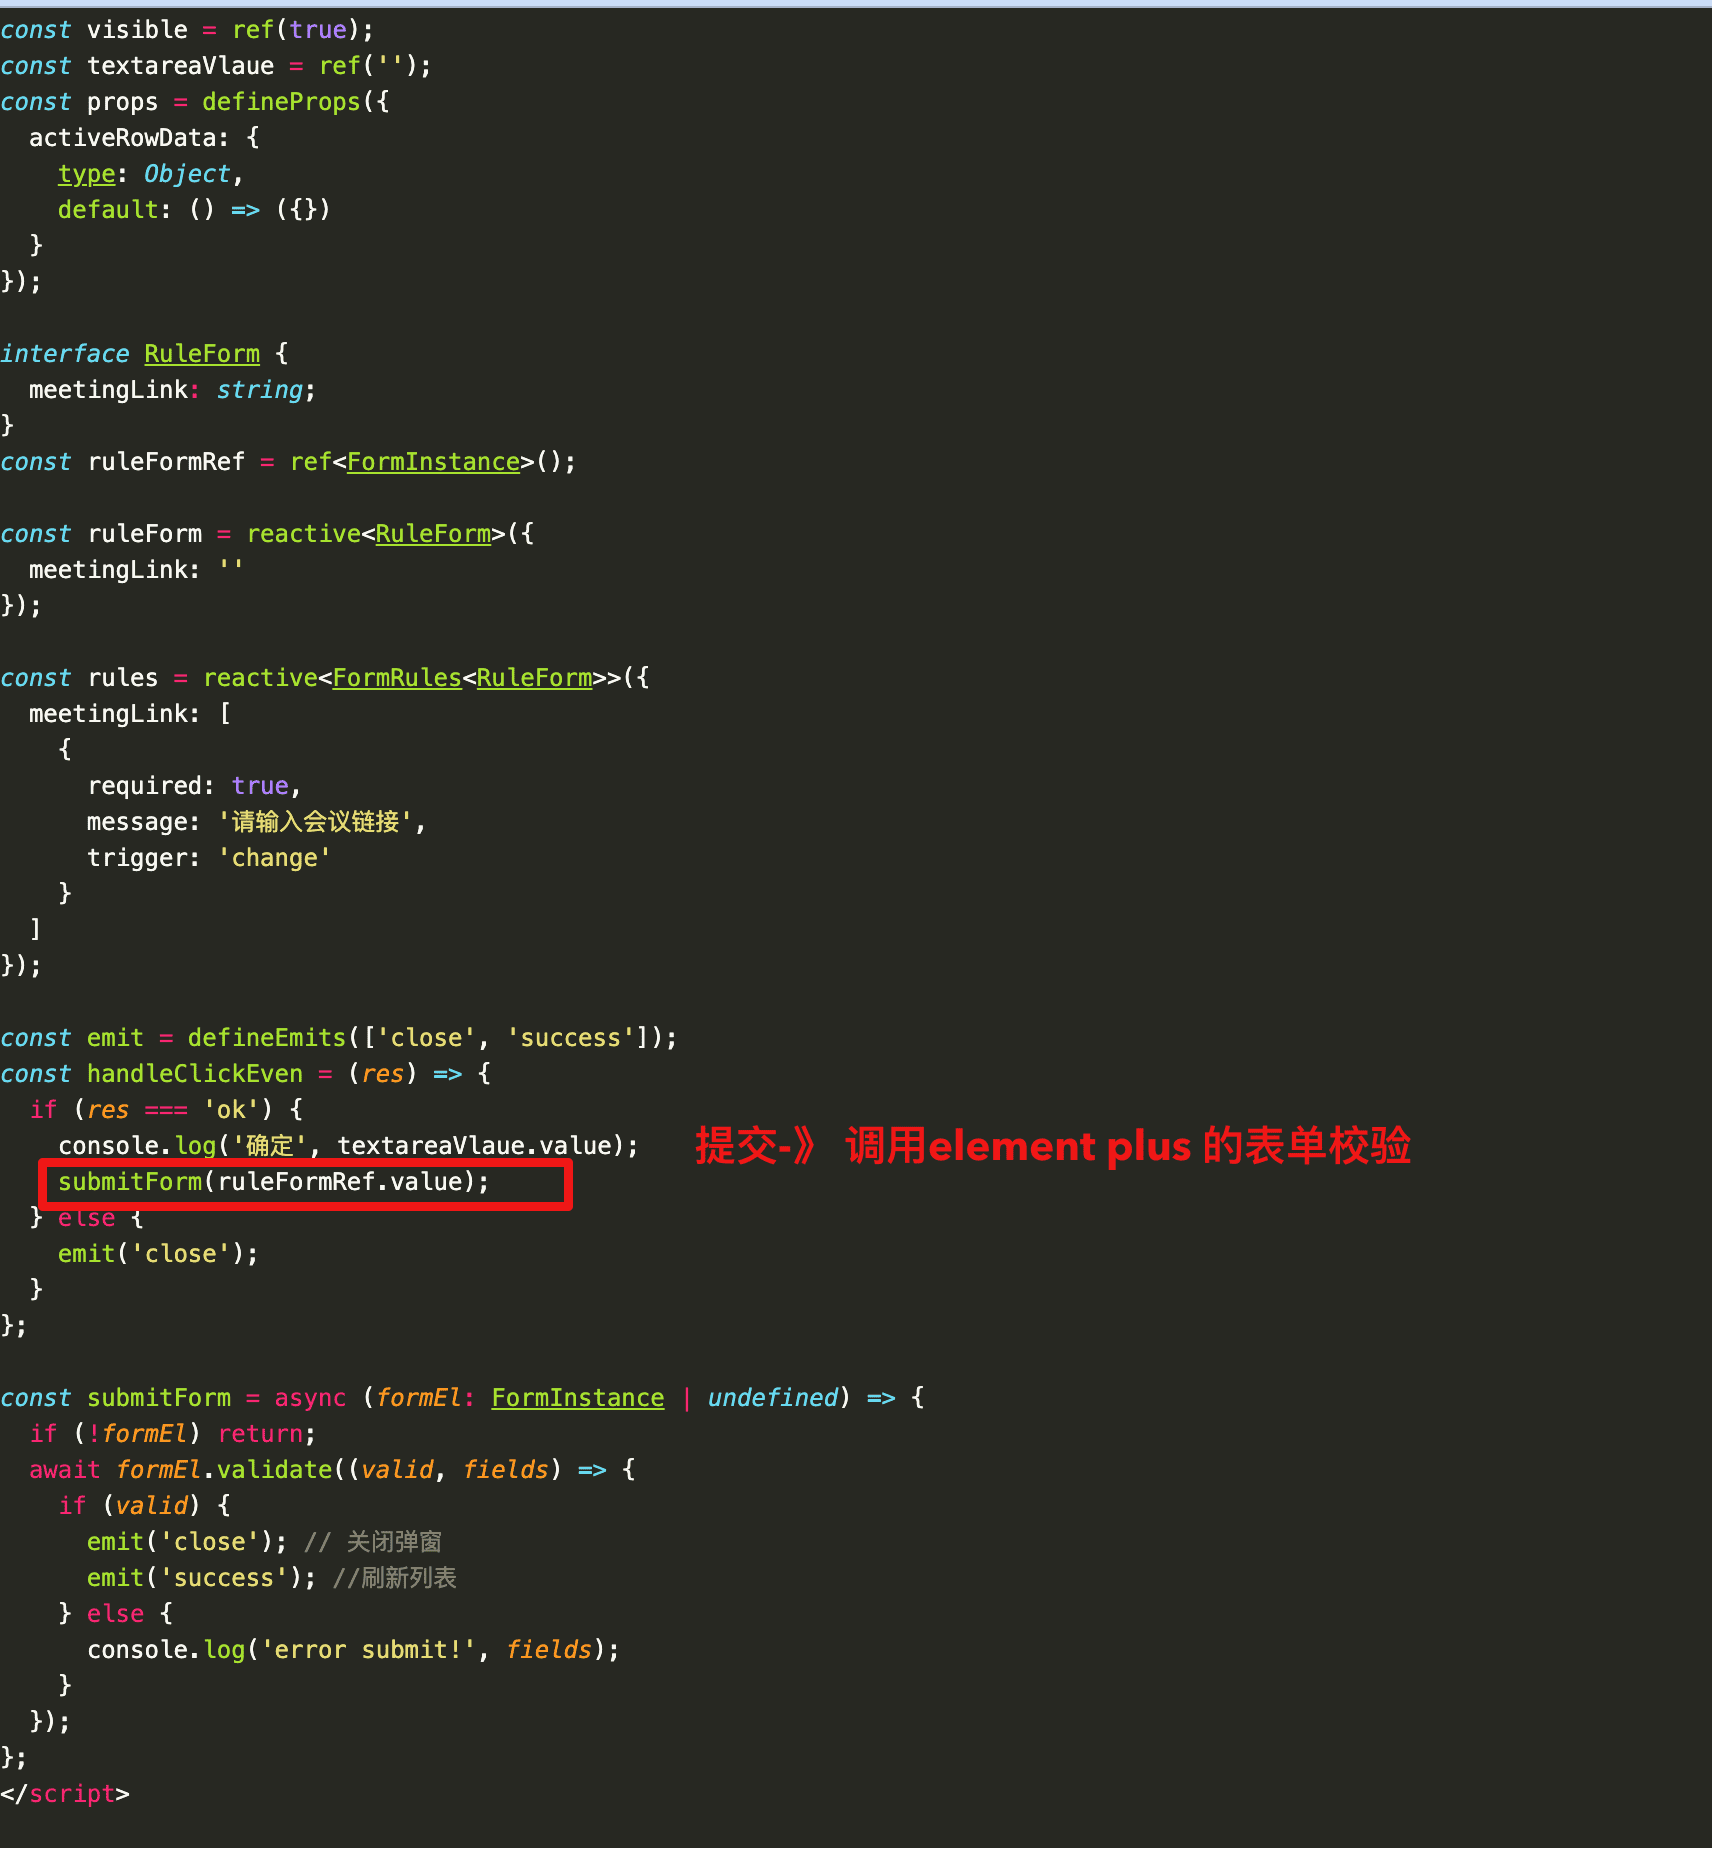 const visible = ref(true);
const textareaVlaue = ref('');
const props = defineProps({
  activeRowData: {
    type: Object,
    default: () => ({})
  }
});

interface RuleForm {
  meetingLink: string;
}
const ruleFormRef = ref<FormInstance>();

const ruleForm = reactive<RuleForm>({
  meetingLink: ''
});

const rules = reactive<FormRules<RuleForm>>({
  meetingLink: [
    {
      required: true,
      message: '请输入会议链接',
      trigger: 'change'
    }
  ]
});

const emit = defineEmits(['close', 'success']);
const handleClickEven = (res) => {
  if (res === 'ok') {
    console.log('确定', textareaVlaue.value); 提交-》 调用element plus 的表单校验
    submitForm(ruleFormRef.value);
  } else {
    emit('close');
  }
};

const submitForm = async (formEl: FormInstance | undefined) => {
  if (!formEl) return;
  await formEl.validate((valid, fields) => {
    if (valid) {
      emit('close'); // 关闭弹窗
      emit('success'); //刷新列表
    } else {
      console.log('error submit!', fields);
    }
  });
};
</script>